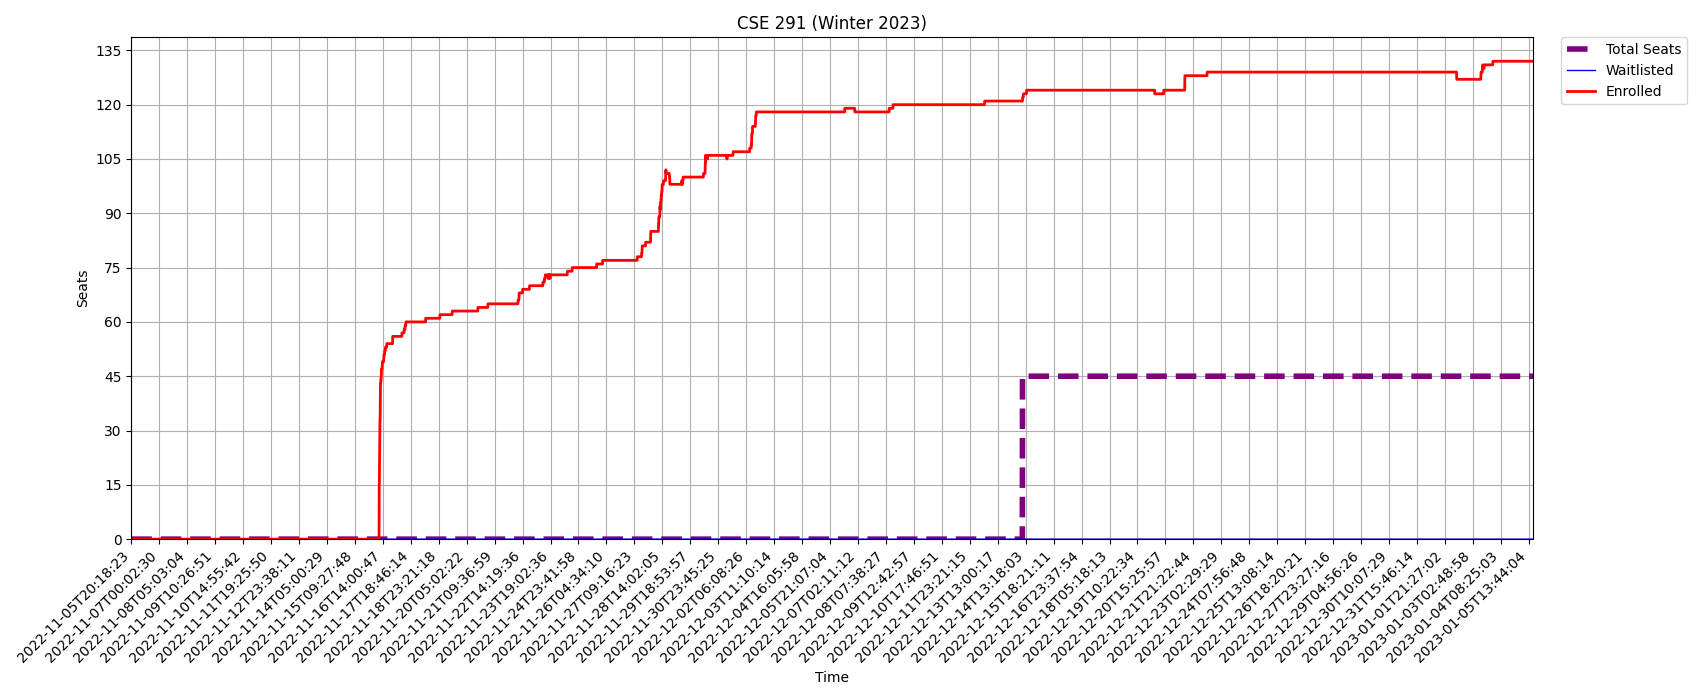 CSE 291 (Winter 2023)
Total Seats
Waitlisted
Enrolled
Seats
135
120
105
90
75
60
45
30
15
0
2022-11-05T20:18:23
2022-11-07T00:02:30
2022-11-08T05:03:04
2022-11-09T10:26:51
2022-11-10T14:55:42
2022-11-11T19:25:50
2022-11-12T23:38:11
2022-11-14T05:00:29
2022-11-15T09:27:48
2022-11-16T14:00:47
2022-11-17T18:46:14
2022-11-18T23:21:18
2022-11-20T05:02:22
2022-11-21T09:36:59
2022-11-22T14:19:36
2022-11-23T19:02:36
2022-11-24T23:41:58
2022-11-26T04:34:10
2022-11-27T09:16:23
2022-11-28T14:02:05
2022-11-29T18:53:57
2022-11-30T23:45:25
2022-12-02T06:08:26
2022-12-03T11:10:14
2022-12-04T16:05:58
2022-12-05T21:07:04
2022-12-07T02:11:12
2022-12-08T07:38:27
2022-12-09T12:42:57
2022-12-10T17:46:51
2022-12-11T23:21:15
2022-12-13T13:00:17
2022-12-14T13:18:03
2022-12-15T18:21:11
2022-12-16T23:37:54
2022-12-18T05:18:13
2022-12-19T10:22:34
2022-12-20T15:25:57
2022-12-21T21:22:44
2022-12-23T02:29:29
2022-12-24T07:56:48
2022-12-25T13:08:14
2022-12-26T18:20:21
2022-12-27T23:27:16
2022-12-29T04:56:26
2022-12-30T10:07:29
2022-12-31T15:46:14
2023-01-01T21:27:02
2023-01-03T02:48:58
2023-01-04T08:25:03
2023-01-05T13:44:04
Time